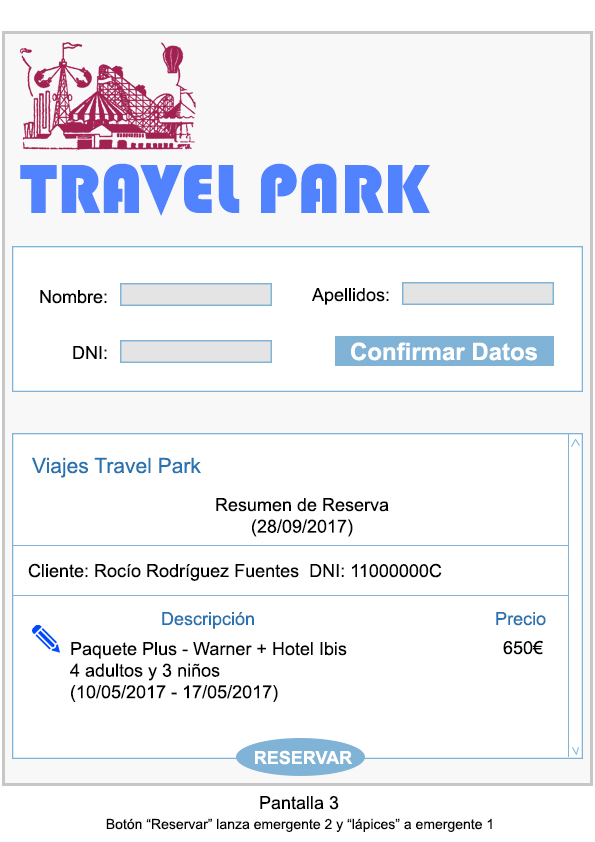 TRAVEL PARK
Nombre:
Apellidos:
DNI:
Confirmar Datos
Viajes Travel Park
Resumen de Reserva
(28/09/2017)
Cliente: Rocío Rodríguez Fuentes  DNI: 11000000C
Descripción Precio
Paquete Plus - Warner + Hotel Ibis 650€
4 adultos y 3 niños
(10/05/2017 - 17/05/2017)
RESERVAR
Pantalla 3
Botón “Reservar” lanza emergente 2 y “lápices” a emergente 1